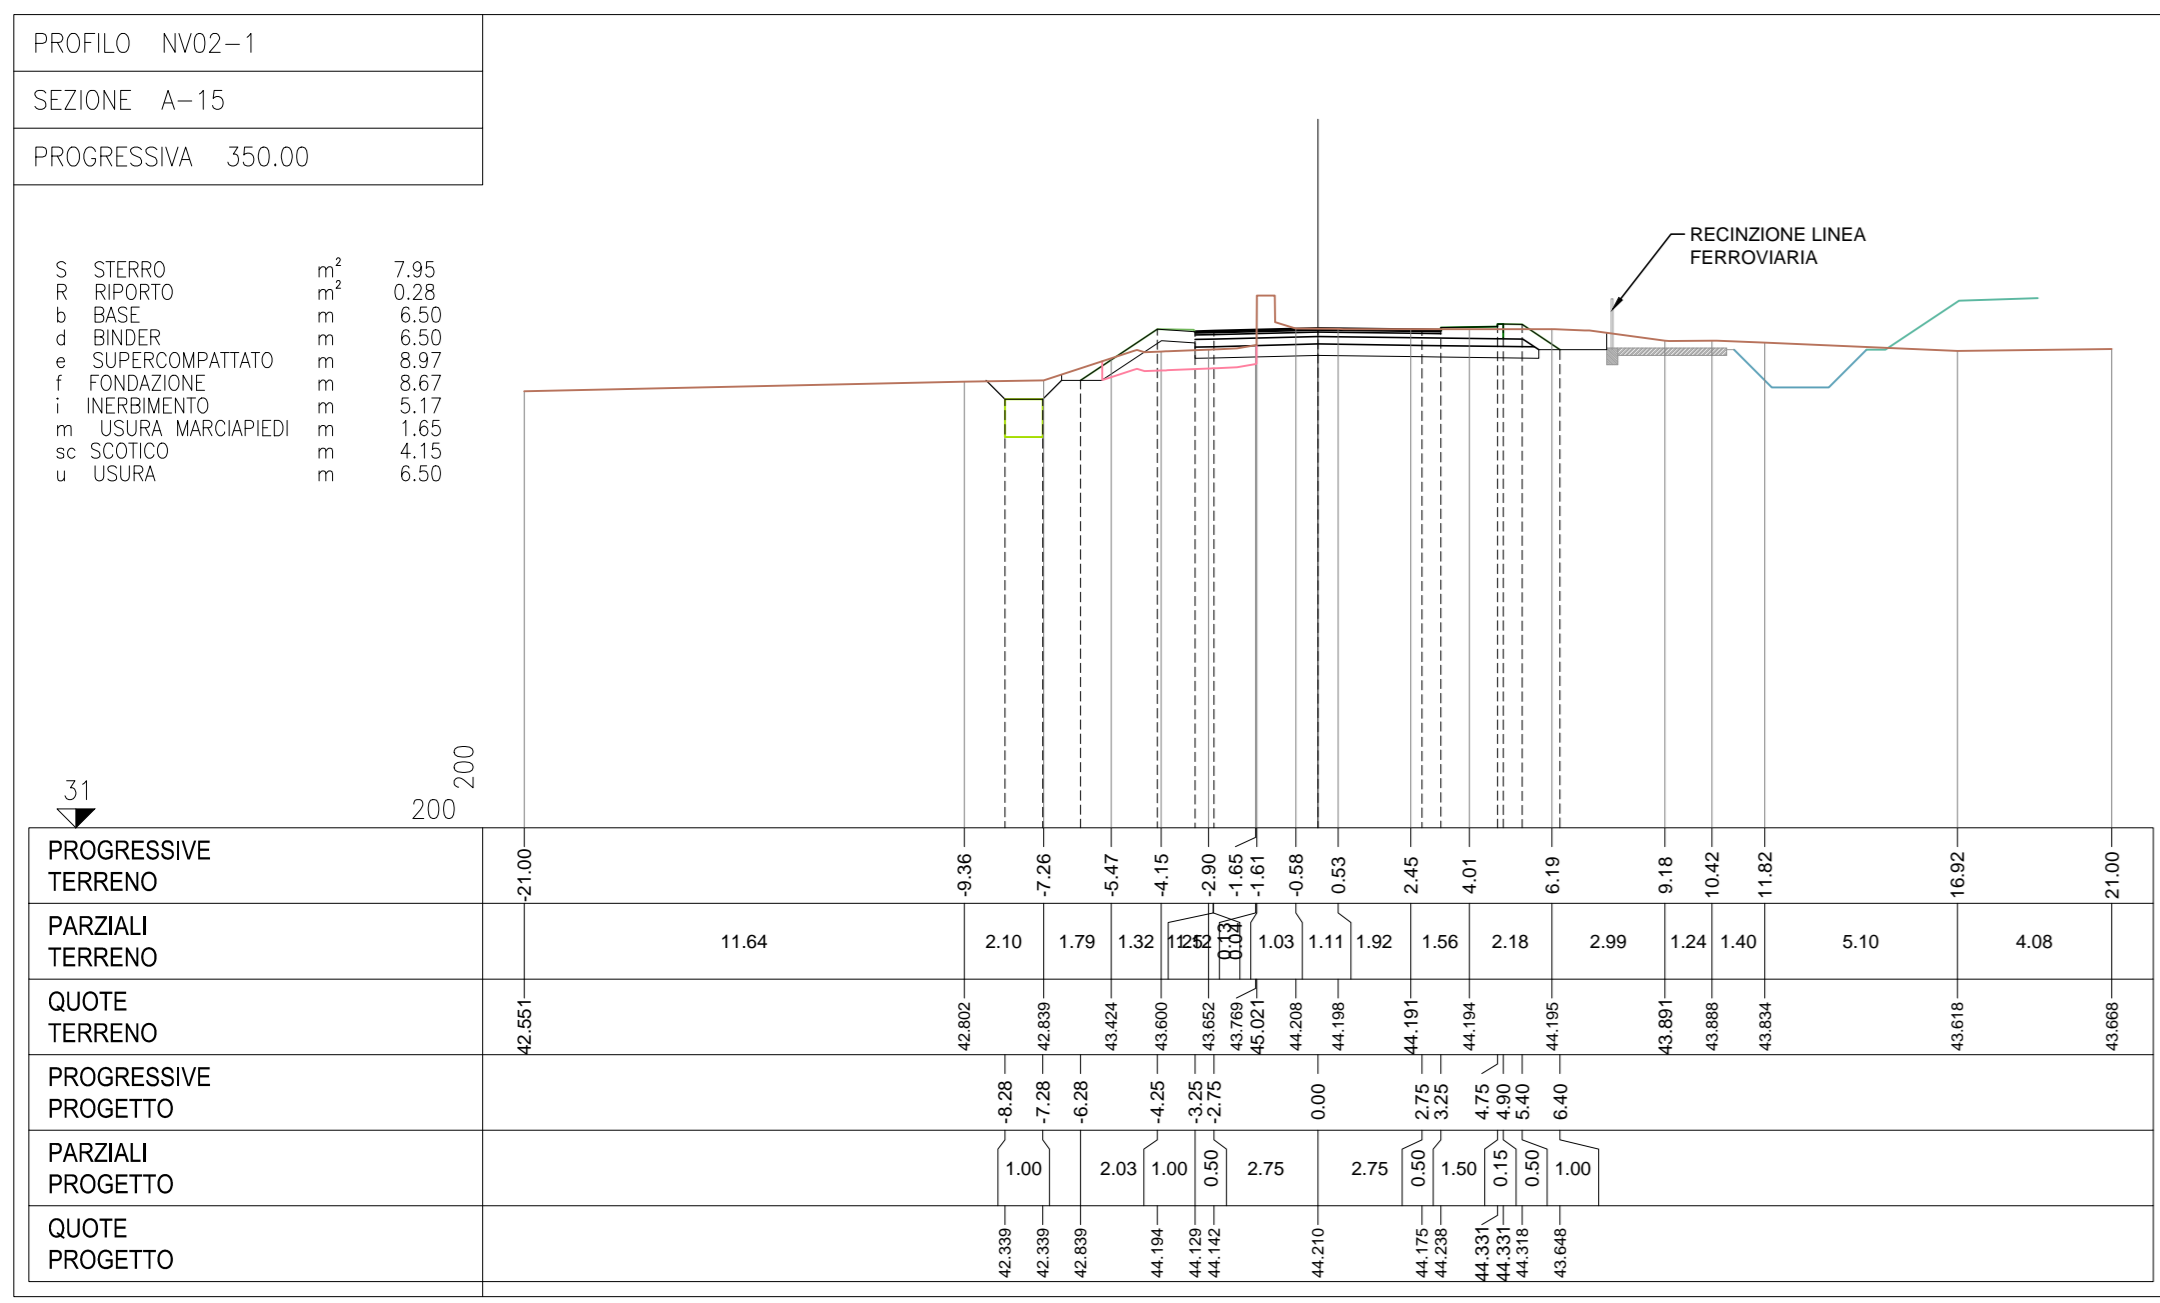 PROFILO NV02-1
SEZIONE A-15
PROGRESSIVA 350.00
RECINZIONE LINEA
FERROVIARIA
S STERRO m² 7.95
R RIPORTO m² 0.28
b BASE m 6.50
d BINDER m 6.50
e SUPERCOMPATTATO m 8.97
f FONDAZIONE m 8.67
i INERBIMENTO m 5.17
m USURA MARCIAPIEDI m 1.65
sc SCOTICO m 4.15
u USURA m 6.50
31
200
200
PROGRESSIVE
TERRENO
-21.00 -9.36 -7.26 -5.47 -4.15 -2.90 -1.65 -1.61 -0.58 0.53 2.45 4.01 6.19 9.18 10.42 11.82 16.92 21.00
PARZIALI
TERRENO
11.64 2.10 1.79 1.32 0.13 0.04 1.03 1.11 1.92 1.56 2.18 2.99 1.24 1.40 5.10 4.08
QUOTE
TERRENO
42.551 42.802 42.839 43.424 43.600 43.652 43.769 45.021 44.208 44.198 44.191 44.194 44.195 43.891 43.888 43.834 43.618 43.668
PROGRESSIVE
PROGETTO
-8.28 -7.28 -6.28 -4.25 -3.25 -2.75 0.00 2.75 3.25 4.75 4.90 5.40 6.40
PARZIALI
PROGETTO
1.00 2.03 1.00 0.50 2.75 2.75 0.50 1.50 0.15 0.50 1.00
QUOTE
PROGETTO
42.339 42.339 42.839 44.194 44.129 44.142 44.210 44.175 44.238 44.331 44.331 44.318 43.648